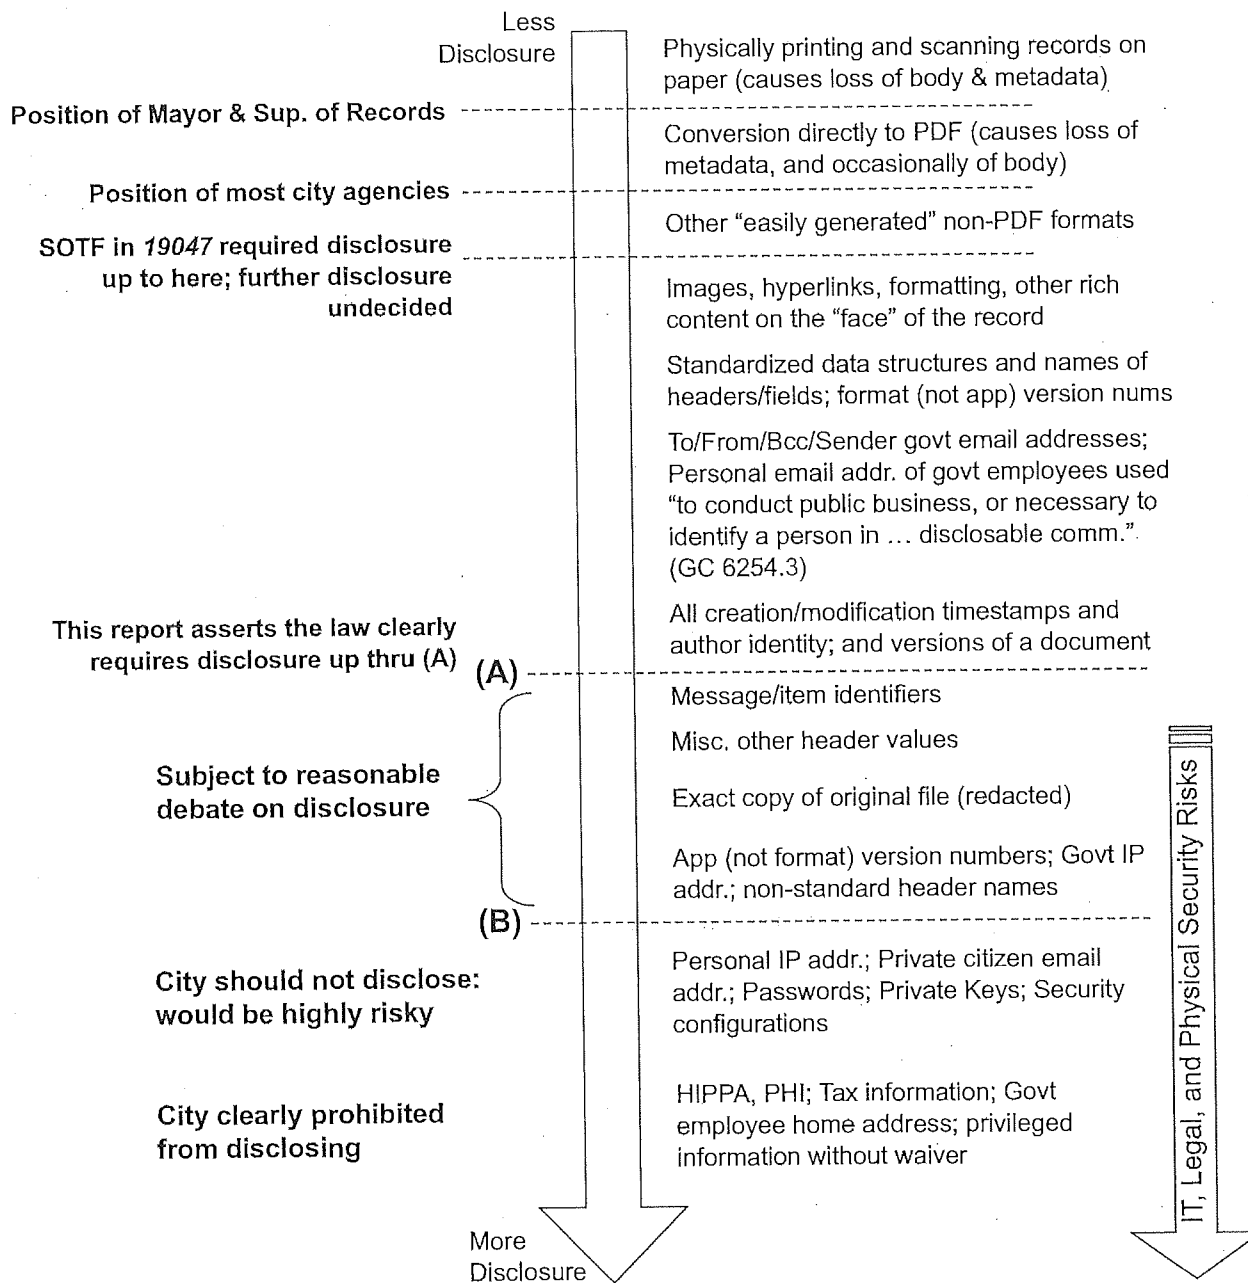 Less
Disclosure
Physically printing and scanning records on
paper (causes loss of body & metadata)
Position of Mayor & Sup. of Records
Conversion directly to PDF (causes loss of
metadata, and occasionally of body)
Position of most city agencies
Other “easily generated” non-PDF formats
SOTF in 19047 required disclosure
up to here; further disclosure
undecided
Images, hyperlinks, formatting, other rich
content on the “face” of the record
Standardized data structures and names of
headers/fields; format (not app) version nums
To/From/Bcc/Sender govt email addresses;
Personal email addr. of govt employees used
“to conduct public business, or necessary to
identify a person in … disclosable comm.”
(GC 6254.3)
All creation/modification timestamps and
author identity; and versions of a document
This report asserts the law clearly
requires disclosure up thru (A)
(A)
Message/item identifiers
Misc. other header values
Subject to reasonable
debate on disclosure
Exact copy of original file (redacted)
App (not format) version numbers; Govt IP
addr.; non-standard header names
(B)
City should not disclose:
would be highly risky
Personal IP addr.; Private citizen email
addr.; Passwords; Private Keys; Security
configurations
City clearly prohibited
from disclosing
HIPPA, PHI; Tax information; Govt
employee home address; privileged
information without waiver
IT, Legal, and Physical Security Risks
More
Disclosure